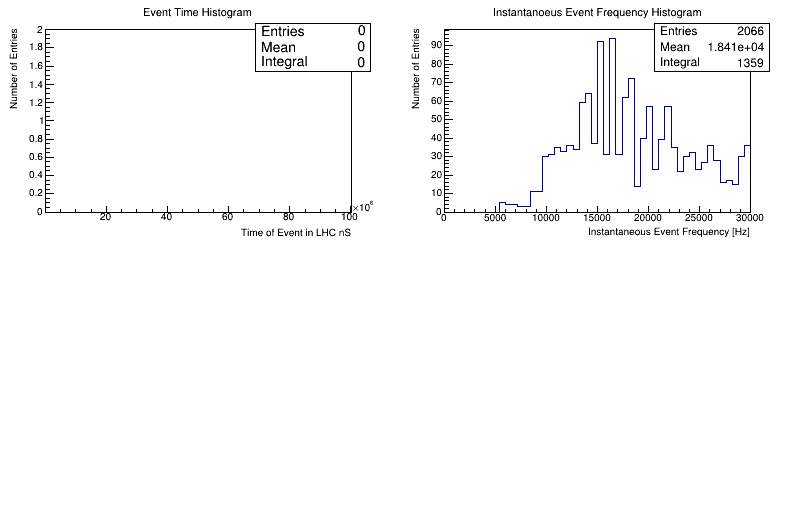 Event Time Histogram
Number of Entries
Entries 0
Mean 0
Integral 0
2
1.8
1.6
1.4
1.2
1
0.8
0.6
0.4
0.2
0
20 40 60 80 100
×10⁶
Time of Event in LHC nS
Instantanoeus Event Frequency Histogram
Number of Entries
Entries 2066
Mean 1.841e+04
Integral 1359
90
80
70
60
50
40
30
20
10
0
0 5000 10000 15000 20000 25000 30000
Instantaneous Event Frequency [Hz]